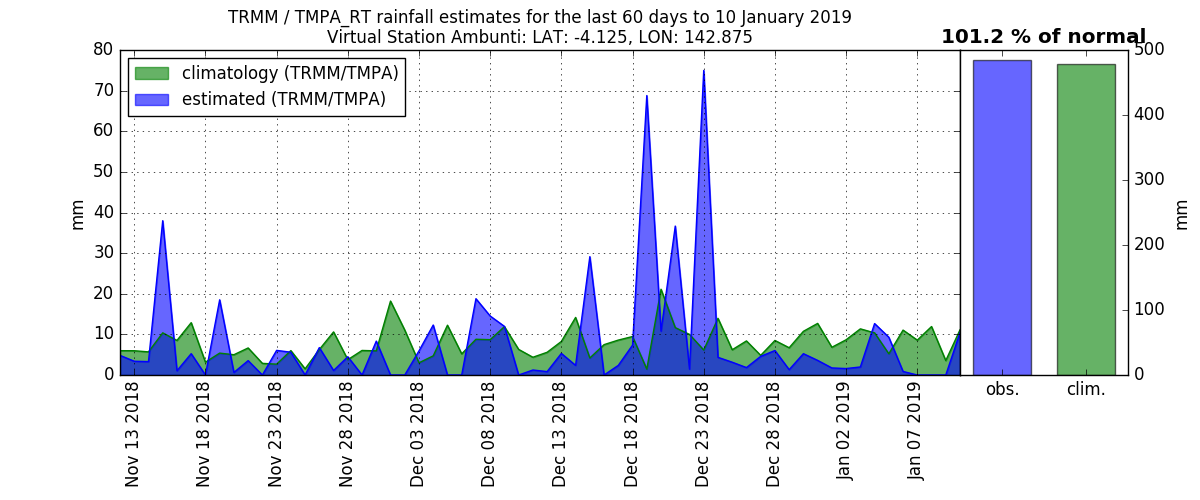 TRMM / TMPA_RT rainfall estimates for the last 60 days to 10 January 2019
Virtual Station Ambunti: LAT: -4.125, LON: 142.875
101.2 % of normal
climatology (TRMM/TMPA)
estimated (TRMM/TMPA)
80
70
60
50
40
30
20
10
0
mm
Nov 13 2018
Nov 18 2018
Nov 23 2018
Nov 28 2018
Dec 03 2018
Dec 08 2018
Dec 13 2018
Dec 18 2018
Dec 23 2018
Dec 28 2018
Jan 02 2019
Jan 07 2019
obs.
clim.
500
400
300
200
100
0
mm